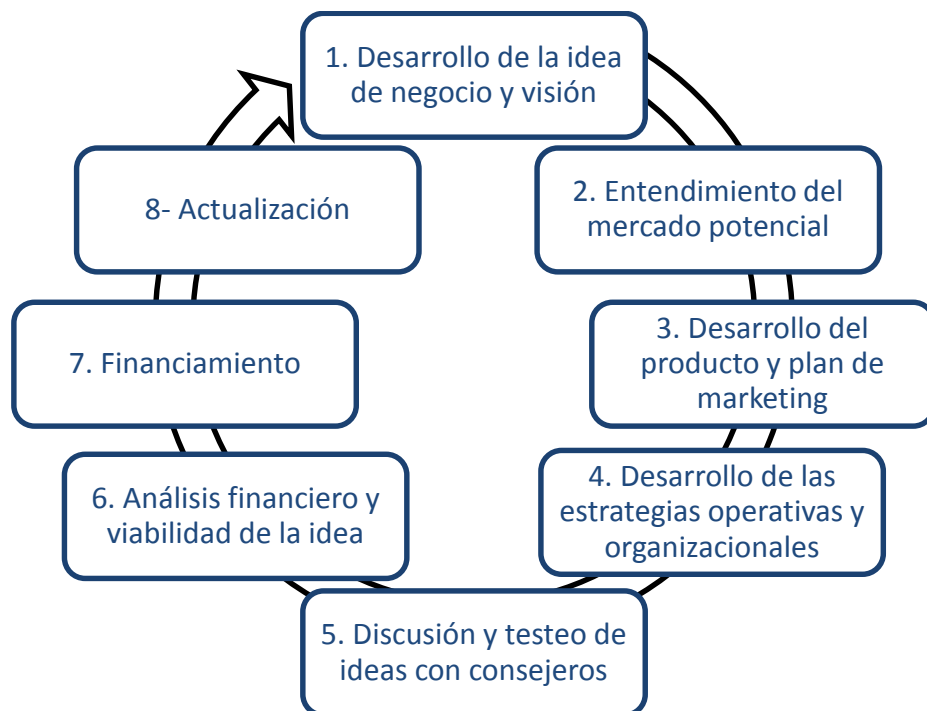 1. Desarrollo de la idea
de negocio y visión
2. Entendimiento del
mercado potencial
3. Desarrollo del
producto y plan de
marketing
4. Desarrollo de las
estrategias operativas y
organizacionales
5. Discusión y testeo de
ideas con consejeros
6. Análisis financiero y
viabilidad de la idea
7. Financiamiento
8- Actualización